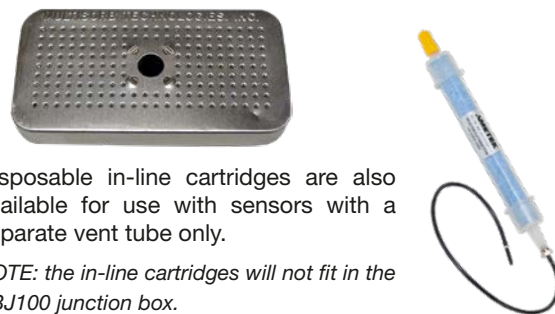 MULTISORB TECHNOLOGIES, INC.
AMETEK
isposable in-line cartridges are also
ailable for use with sensors with a
parate vent tube only.
OTE: the in-line cartridges will not fit in the
BJ100 junction box.